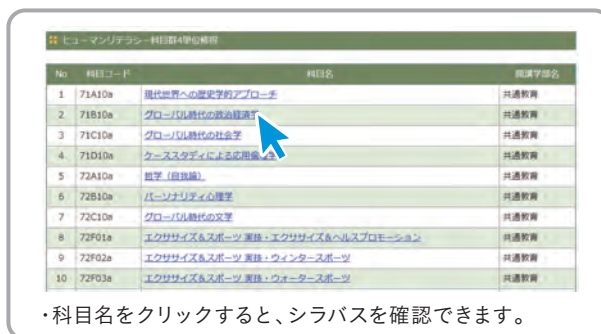 ヒューマンリテラシー科目群4単位修得
No 科目コード 科目名 開講学部名
1 71A10a 現代世界への歴史学的アプローチ 共通教育
2 71B10a グローバル時代の政治経済学 共通教育
3 71C10a グローバル時代の社会学 共通教育
4 71D10a ケーススタディによる応用倫理学 共通教育
5 72A10a 哲学（自我論） 共通教育
6 72B10a パーソナリティ心理学 共通教育
7 72C10a グローバル時代の文学 共通教育
8 72F01a エクササイズ&スポーツ 実技・エクササイズ&ヘルスプロモーション 共通教育
9 72F02a エクササイズ&スポーツ 実技・ウィンタースポーツ 共通教育
10 72F03a エクササイズ&スポーツ 実技・ウォータースポーツ 共通教育
・科目名をクリックすると、シラバスを確認できます。